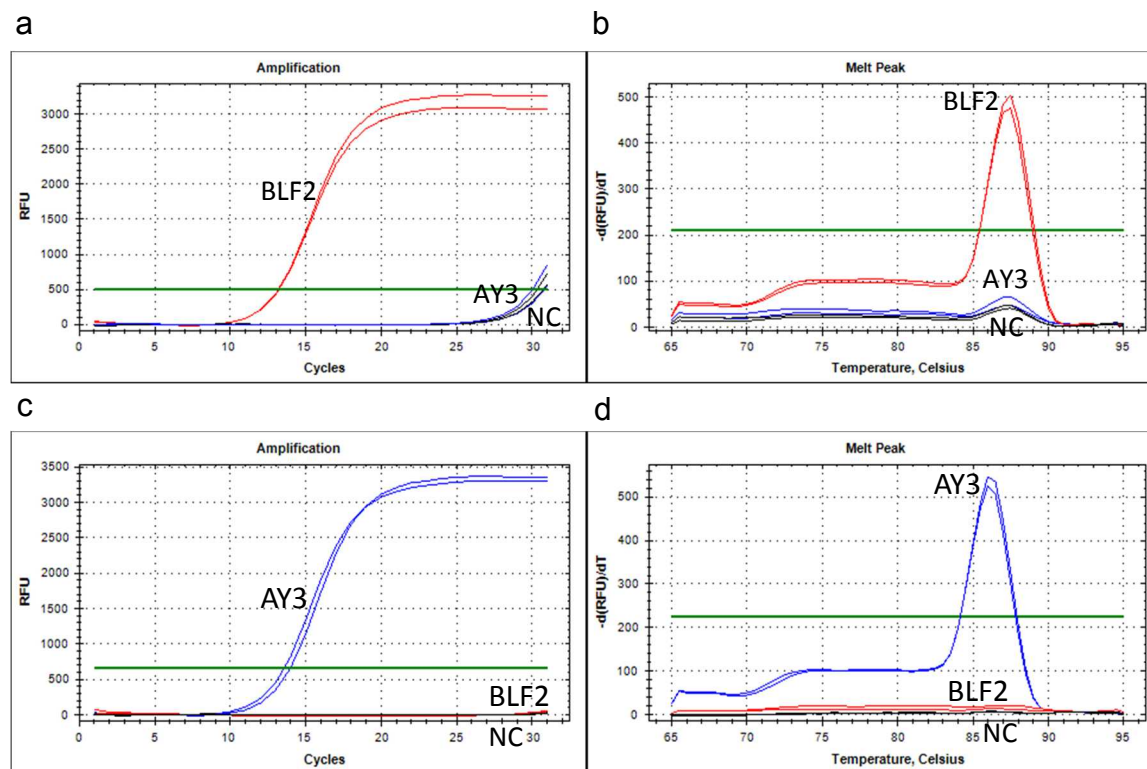 a
Amplification
3000
2500
2000
1500
1000
500
0
RFU
BLF2
AY3
NC
0 5 10 15 20 25 30
Cycles
b
Melt Peak
500
400
300
200
100
0
-d(RFU)/dT
BLF2
AY3
NC
65 70 75 80 85 90 95
Temperature, Celsius
c
Amplification
3500
3000
2500
2000
1500
1000
500
0
RFU
AY3
BLF2
NC
0 5 10 15 20 25 30
Cycles
d
Melt Peak
500
400
300
200
100
0
-d(RFU)/dT
AY3
BLF2
NC
65 70 75 80 85 90 95
Temperature, Celsius